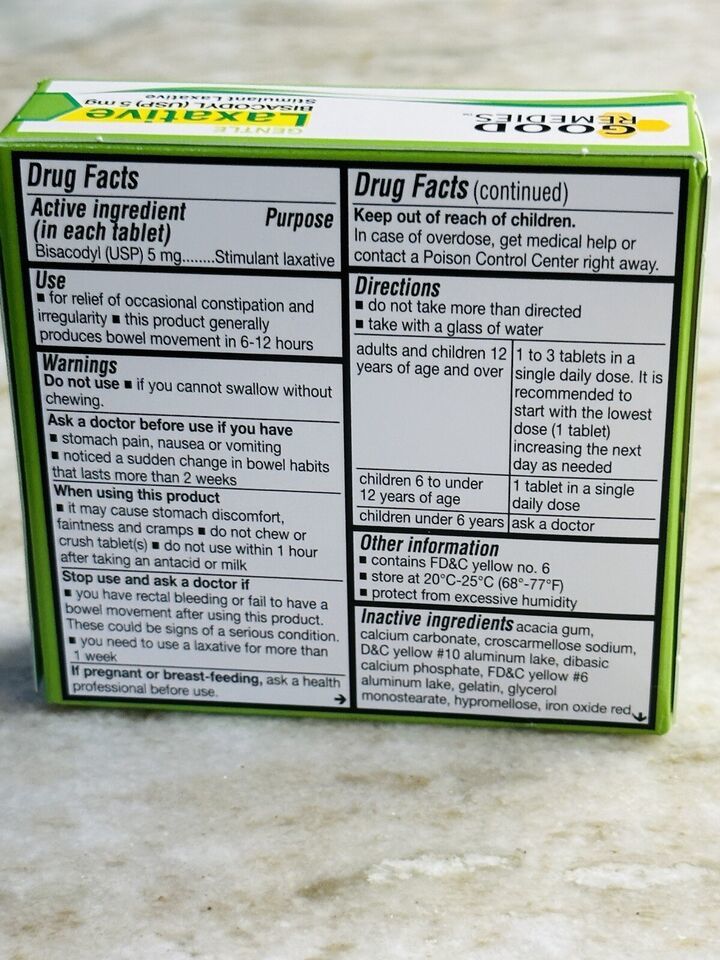 GOOD
REMEDIES™
GENTLE
Laxative
BISACODYL (USP) 5 mg
Stimulant Laxative
Drug Facts
Active ingredient Purpose
(in each tablet)
Bisacodyl (USP) 5 mg........Stimulant laxative
Use
■ for relief of occasional constipation and
irregularity ■ this product generally
produces bowel movement in 6-12 hours
Warnings
Do not use ■ if you cannot swallow without
chewing.
Ask a doctor before use if you have
■ stomach pain, nausea or vomiting
■ noticed a sudden change in bowel habits
that lasts more than 2 weeks
When using this product
■ it may cause stomach discomfort,
faintness and cramps ■ do not chew or
crush tablet(s) ■ do not use within 1 hour
after taking an antacid or milk
Stop use and ask a doctor if
■ you have rectal bleeding or fail to have a
bowel movement after using this product.
These could be signs of a serious condition.
■ you need to use a laxative for more than
1 week
If pregnant or breast-feeding, ask a health
professional before use.
Drug Facts (continued)
Keep out of reach of children.
In case of overdose, get medical help or
contact a Poison Control Center right away.
Directions
■ do not take more than directed
■ take with a glass of water
adults and children 12
years of age and over
1 to 3 tablets in a
single daily dose. It is
recommended to
start with the lowest
dose (1 tablet)
increasing the next
day as needed
children 6 to under
12 years of age
1 tablet in a single
daily dose
children under 6 years
ask a doctor
Other information
■ contains FD&C yellow no. 6
■ store at 20°C-25°C (68°-77°F)
■ protect from excessive humidity
Inactive ingredients acacia gum,
calcium carbonate, croscarmellose sodium,
D&C yellow #10 aluminum lake, dibasic
calcium phosphate, FD&C yellow #6
aluminum lake, gelatin, glycerol
monostearate, hypromellose, iron oxide red,